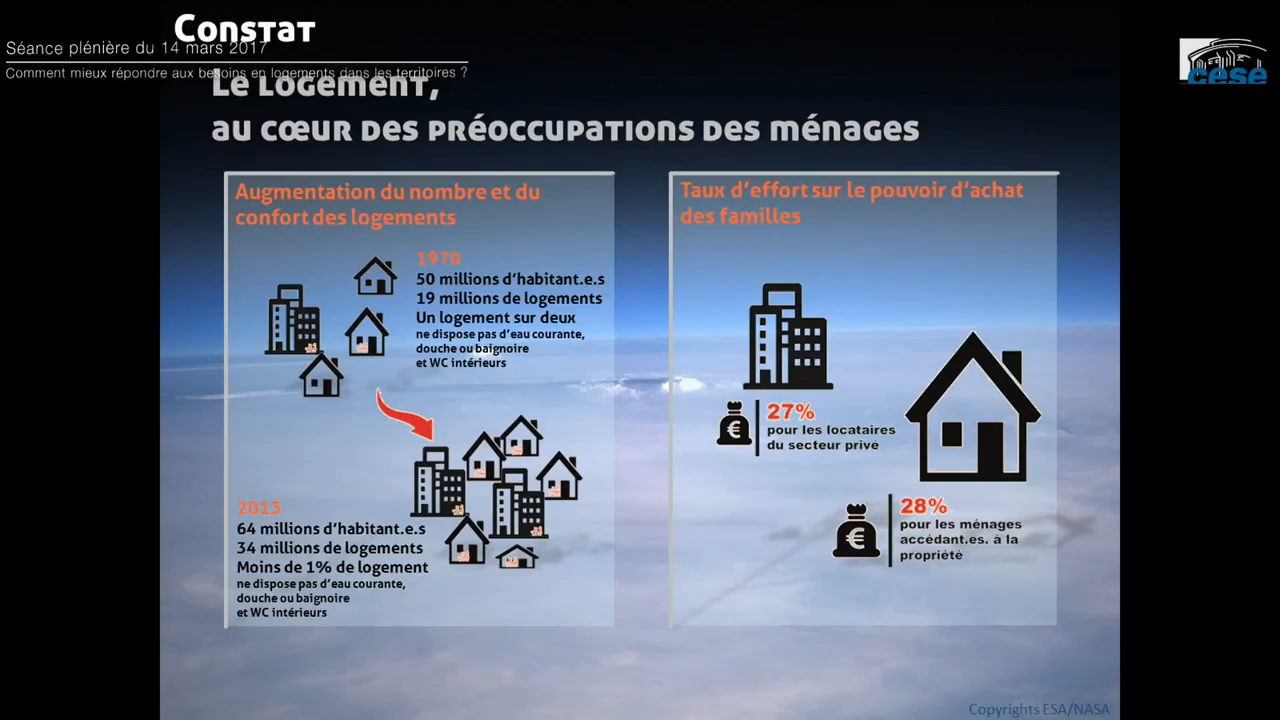 Constat
Séance plénière du 14 mars 2017
Comment mieux répondre aux besoins en logements dans les territoires ?
cese
Le logement,
au cœur des préoccupations des ménages
Augmentation du nombre et du
confort des logements
1970
50 millions d'habitant.e.s
19 millions de logements
Un logement sur deux
ne dispose pas d'eau courante,
douche ou baignoire
et WC intérieurs
2013
64 millions d'habitant.e.s
34 millions de logements
Moins de 1% de logement
ne dispose pas d'eau courante,
douche ou baignoire
et WC intérieurs
Taux d'effort sur le pouvoir d'achat
des familles
€
27%
pour les locataires
du secteur privé
€
28%
pour les ménages
accédant.es. à la
propriété
Copyrights ESA/NASA